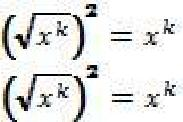 (√x^k)^2 = x^k
(√x^k)^2 = x^k